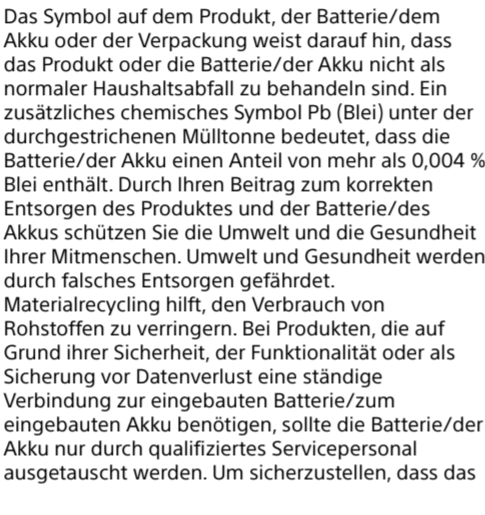 Das Symbol auf dem Produkt, der Batterie/dem
Akku oder der Verpackung weist darauf hin, dass
das Produkt oder die Batterie/der Akku nicht als
normaler Haushaltsabfall zu behandeln sind. Ein
zusätzliches chemisches Symbol Pb (Blei) unter der
durchgestrichenen Mülltonne bedeutet, dass die
Batterie/der Akku einen Anteil von mehr als 0,004 %
Blei enthält. Durch Ihren Beitrag zum korrekten
Entsorgen des Produktes und der Batterie/des
Akkus schützen Sie die Umwelt und die Gesundheit
Ihrer Mitmenschen. Umwelt und Gesundheit werden
durch falsches Entsorgen gefährdet.
Materialrecycling hilft, den Verbrauch von
Rohstoffen zu verringern. Bei Produkten, die auf
Grund ihrer Sicherheit, der Funktionalität oder als
Sicherung vor Datenverlust eine ständige
Verbindung zur eingebauten Batterie/zum
eingebauten Akku benötigen, sollte die Batterie/der
Akku nur durch qualifiziertes Servicepersonal
ausgetauscht werden. Um sicherzustellen, dass das